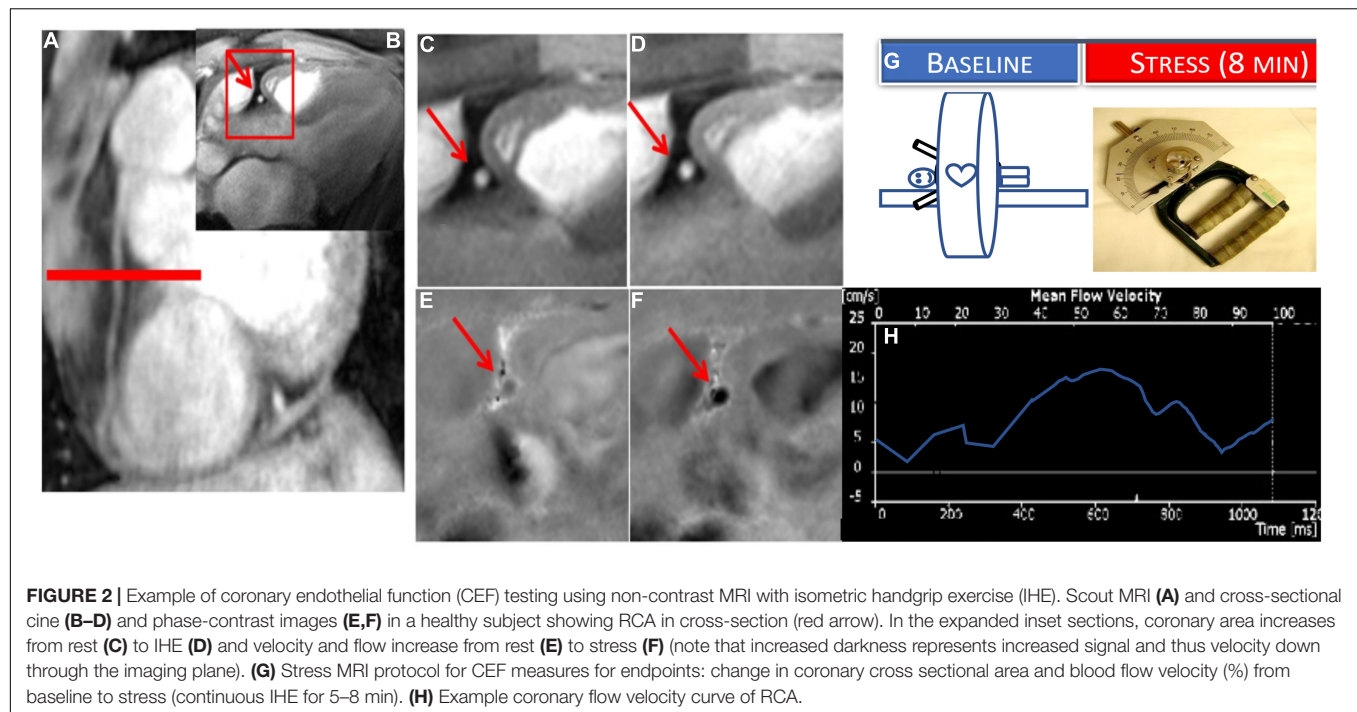 A
B
C
D
G BASELINE
STRESS (8 MIN)
E
F
[cm/s]
Mean Flow Velocity
0 10 20 30 40 50 60 70 80 90 100
25
20
15
10
5
0
-5
H
0 200 400 600 800 1000 120
Time [ms]
FIGURE 2 | Example of coronary endothelial function (CEF) testing using non-contrast MRI with isometric handgrip exercise (IHE). Scout MRI (A) and cross-sectional
cine (B–D) and phase-contrast images (E,F) in a healthy subject showing RCA in cross-section (red arrow). In the expanded inset sections, coronary area increases
from rest (C) to IHE (D) and velocity and flow increase from rest (E) to stress (F) (note that increased darkness represents increased signal and thus velocity down
through the imaging plane). (G) Stress MRI protocol for CEF measures for endpoints: change in coronary cross sectional area and blood flow velocity (%) from
baseline to stress (continuous IHE for 5–8 min). (H) Example coronary flow velocity curve of RCA.